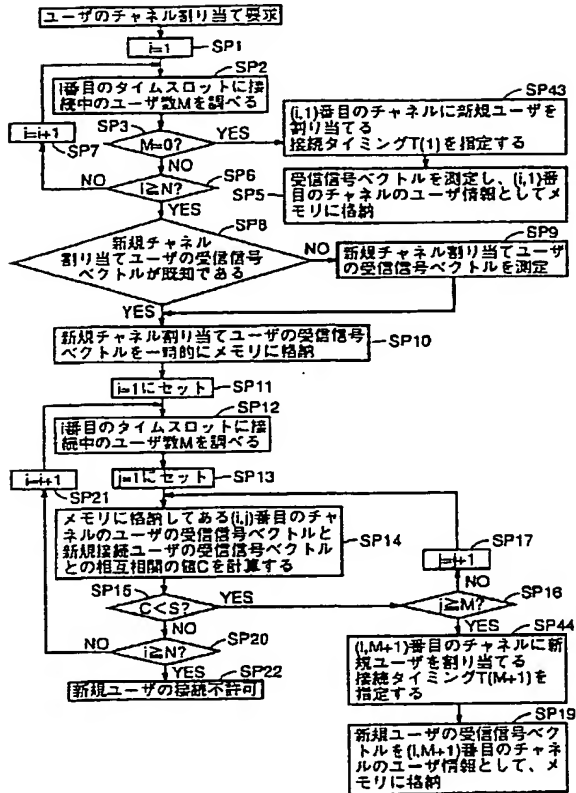 ユーザのチャネル割り当て要求
i=1
SP1
SP2
i番目のタイムスロットに接
続中のユーザ数Mを調べる
SP3
M=0?
YES
NO
SP43
(i,1)番目のチャネルに新規ユーザを
割り当てる
接続タイミングT(1)を指定する
i=i+1
SP7
SP6
i≧N?
NO
YES
SP5
受信信号ベクトルを測定し、(i,1)番
目のチャネルのユーザ情報としてメ
モリに格納
SP8
新規チャネル
割り当てユーザの受信信号
ベクトルが既知である
NO
YES
SP9
新規チャネル割り当てユーザ
の受信信号ベクトルを測定
新規チャネル割り当てユーザの受信信号
ベクトルを一時的にメモリに格納
SP10
i=1にセット
SP11
SP12
i番目のタイムスロットに接
続中のユーザ数Mを調べる
j=1にセット
SP13
i=i+1
SP21
メモリに格納してある(i,j)番目のチャ
ネルのユーザの受信信号ベクトルと
新規接続ユーザの受信信号ベクトル
との相互相関の値Cを計算する
SP14
SP17
j=j+1
SP15
C<S?
YES
NO
NO
j≧M?
SP16
YES
SP20
i≧N?
NO
YES
SP22
新規ユーザの接続不許可
SP44
(i,M+1)番目のチャネルに新
規ユーザを割り当てる
接続タイミングT(M+1)を
指定する
SP19
新規ユーザの受信信号ベク
トルを(i,M+1)番目のチャネ
ルのユーザ情報として、メ
モリに格納